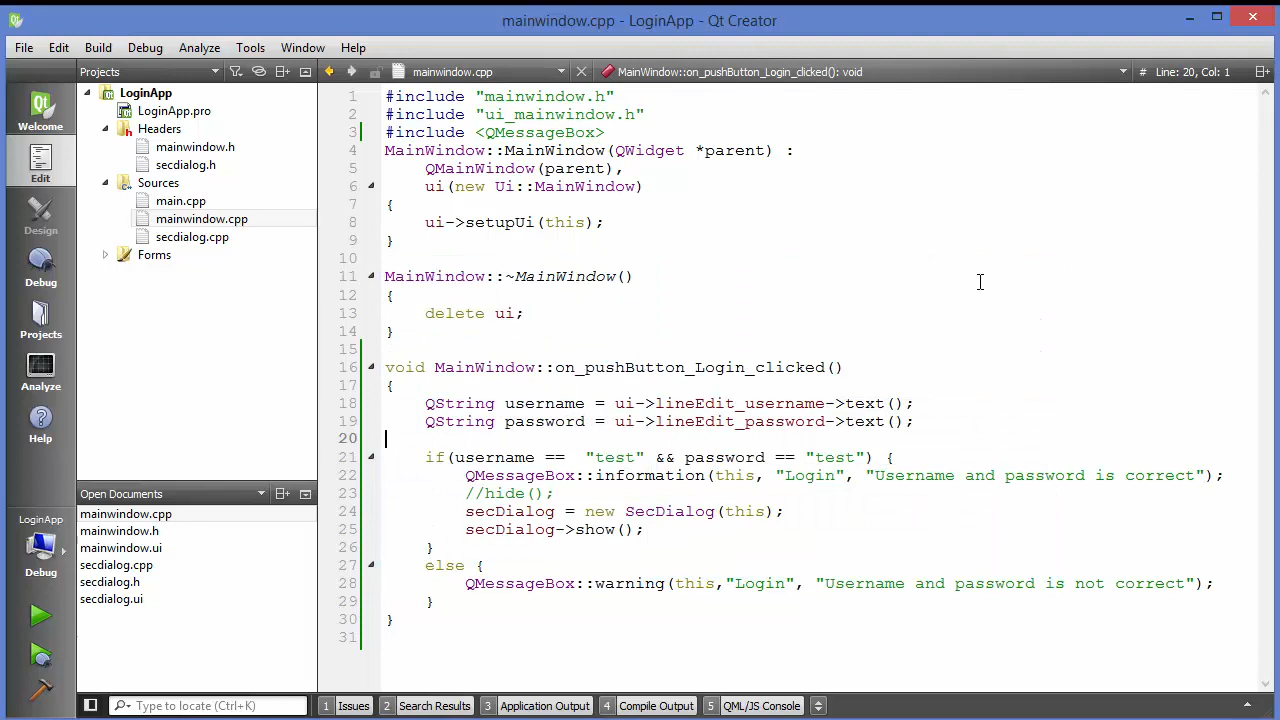 mainwindow.cpp - LoginApp - Qt Creator
File Edit Build Debug Analyze Tools Window Help
Projects mainwindow.cpp MainWindow::on_pushButton_Login_clicked(): void # Line: 20, Col: 1
Welcome
Edit
Design
Debug
Projects
Analyze
Help
LoginApp
Debug
LoginApp
LoginApp.pro
Headers
mainwindow.h
secdialog.h
Sources
main.cpp
mainwindow.cpp
secdialog.cpp
Forms
Open Documents
mainwindow.cpp
mainwindow.h
mainwindow.ui
secdialog.cpp
secdialog.h
secdialog.ui
1 #include "mainwindow.h"
2 #include "ui_mainwindow.h"
3 #include <QMessageBox>
4 MainWindow::MainWindow(QWidget *parent) :
5 QMainWindow(parent),
6 ui(new Ui::MainWindow)
7 {
8 ui->setupUi(this);
9 }
10
11 MainWindow::~MainWindow()
12 {
13 delete ui;
14 }
15
16 void MainWindow::on_pushButton_Login_clicked()
17 {
18 QString username = ui->lineEdit_username->text();
19 QString password = ui->lineEdit_password->text();
20
21 if(username ==  "test" && password == "test") {
22 QMessageBox::information(this, "Login", "Username and password is correct");
23 //hide();
24 secDialog = new SecDialog(this);
25 secDialog->show();
26 }
27 else {
28 QMessageBox::warning(this,"Login", "Username and password is not correct");
29 }
30 }
31
Type to locate (Ctrl+K) 1 Issues 2 Search Results 3 Application Output 4 Compile Output 5 QML/JS Console